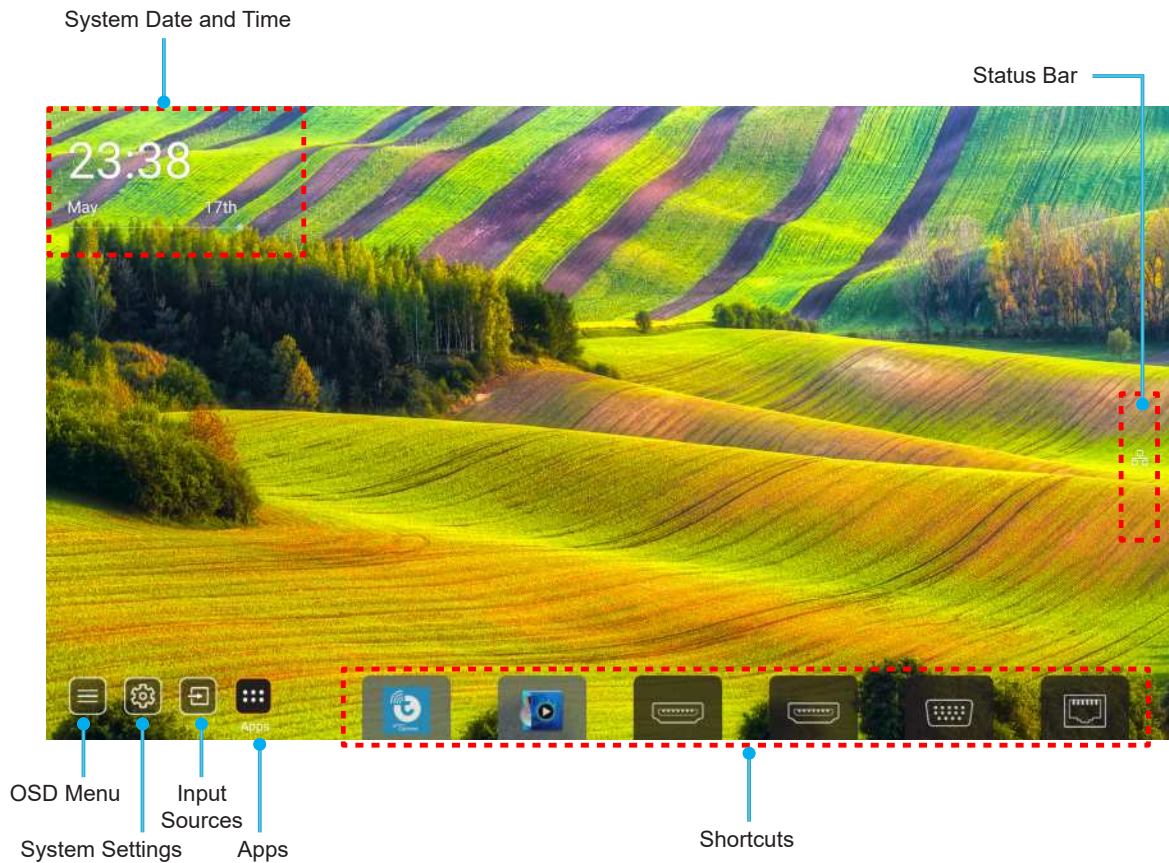 System Date and Time
Status Bar
23:38
May 17th
Apps
OSD Menu
Input
Sources
System Settings
Apps
Shortcuts